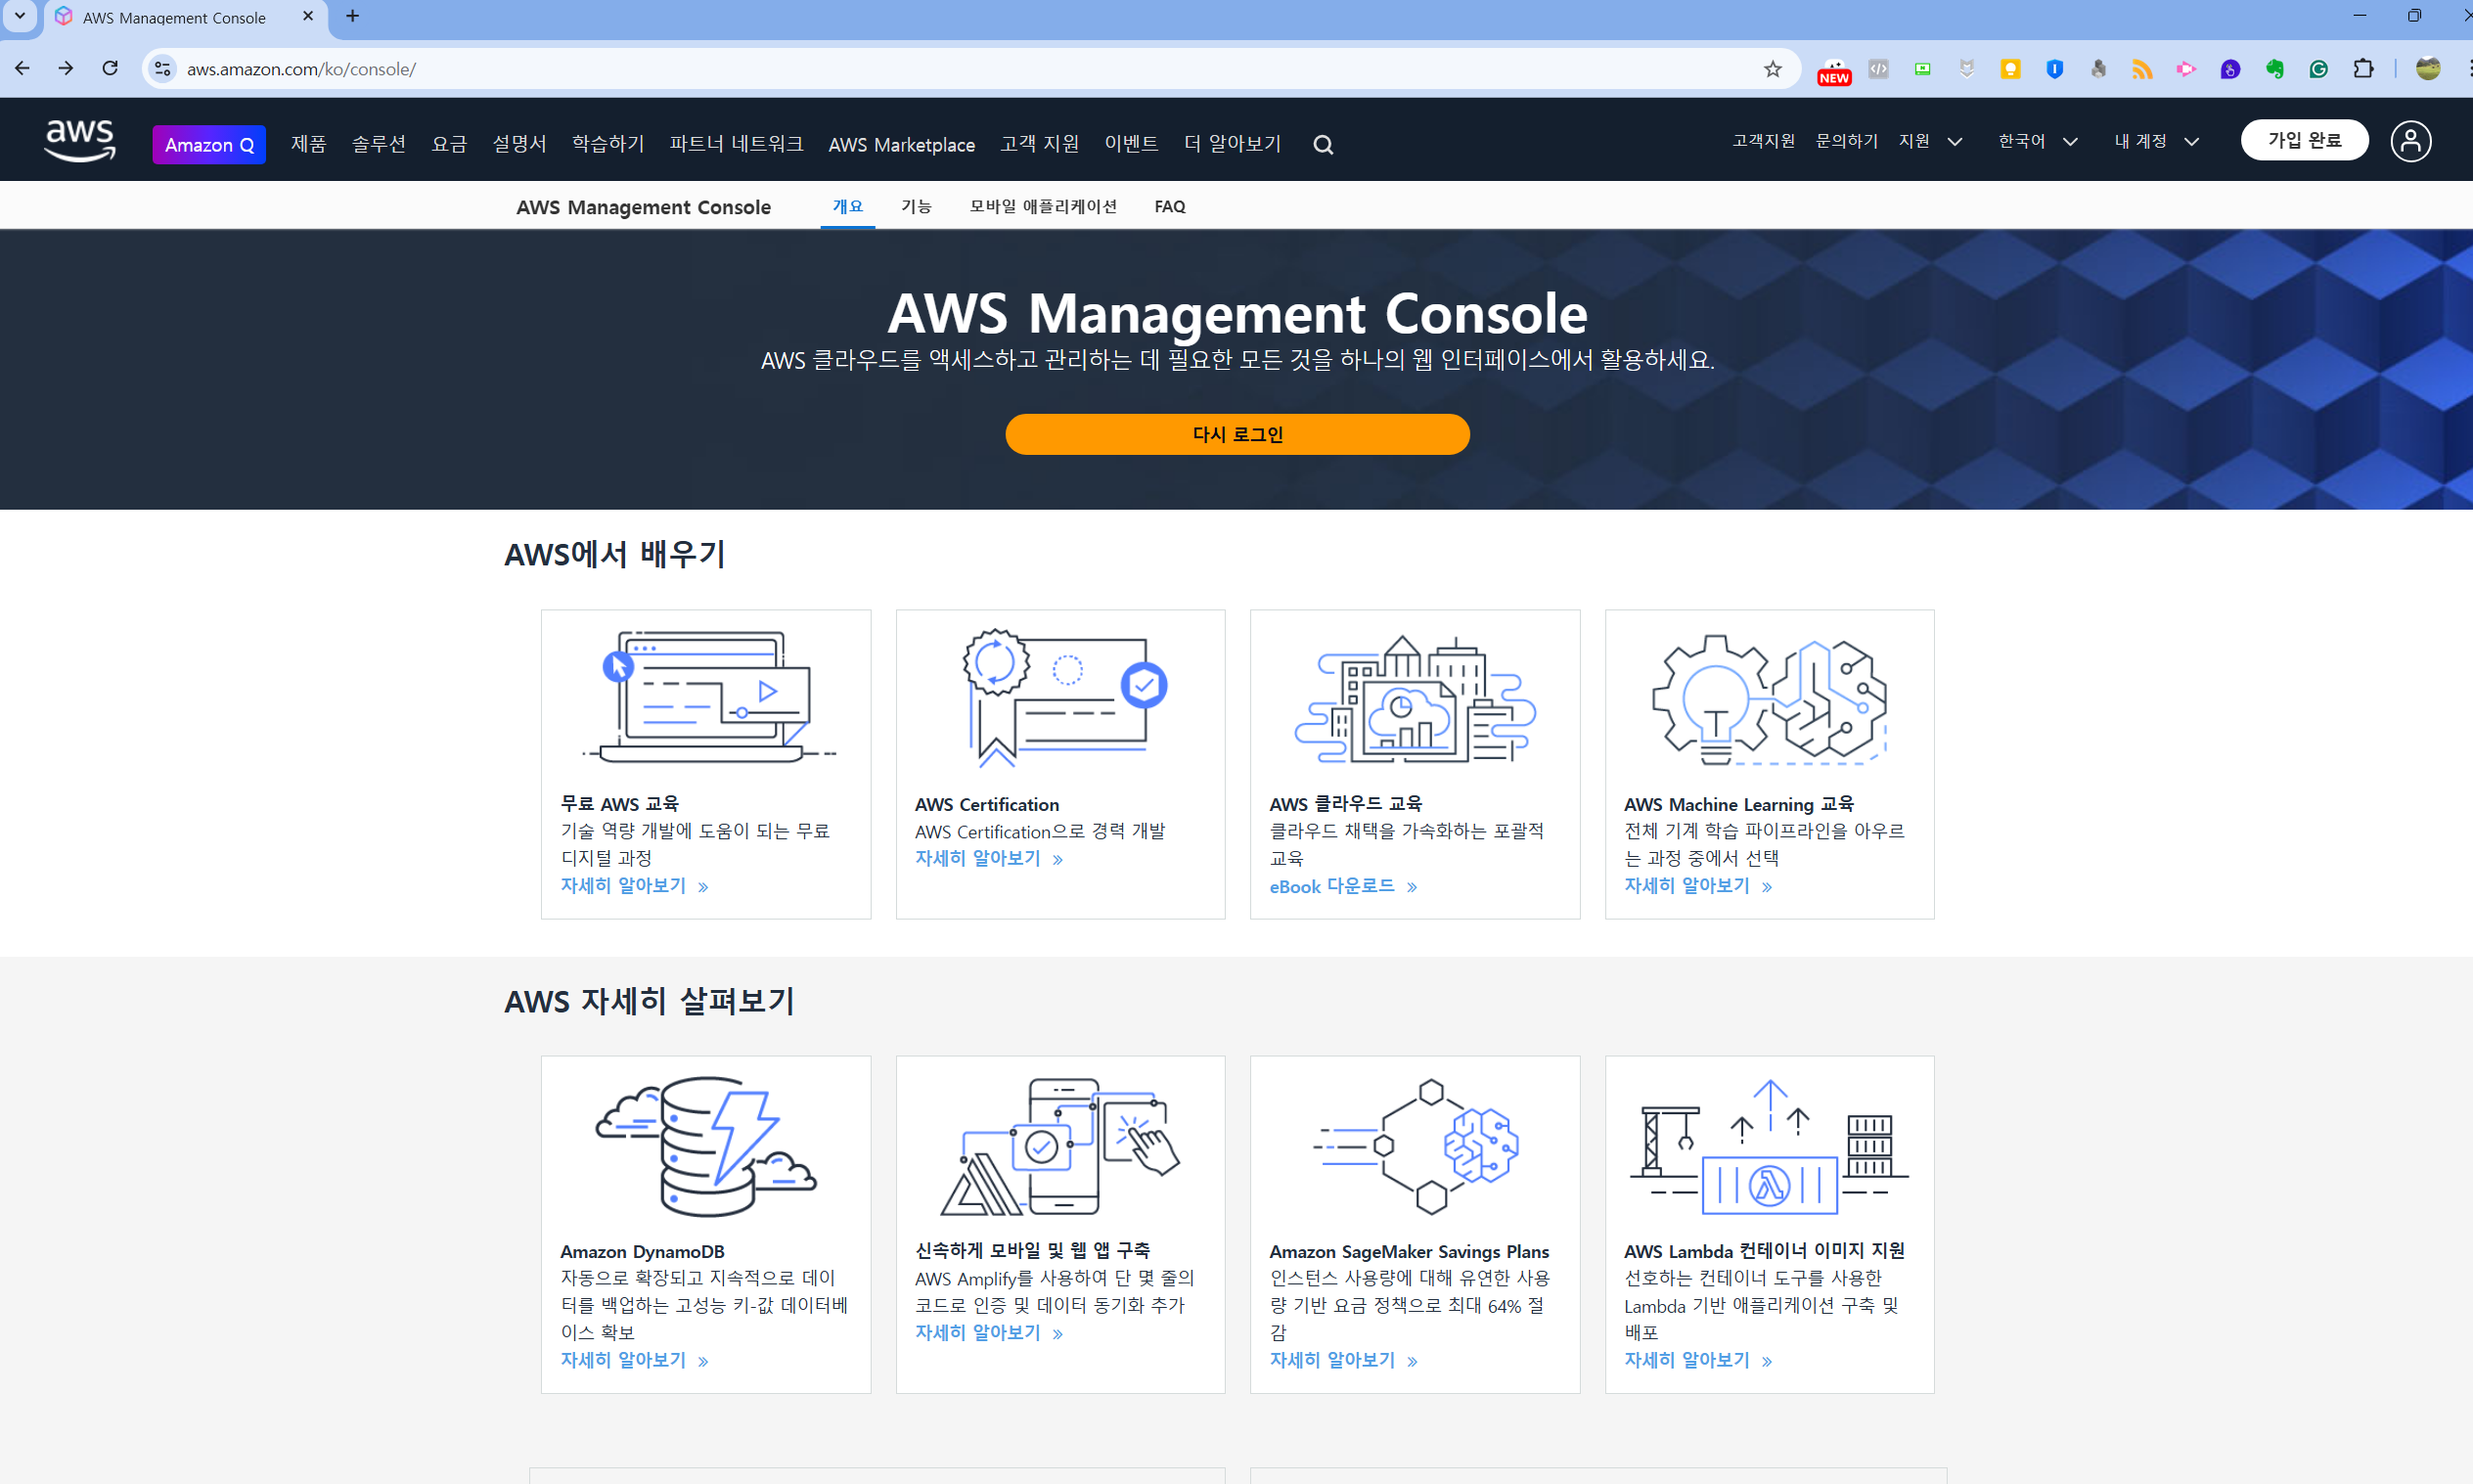 AWS Management Console
aws.amazon.com/ko/console/
NEW
aws
Amazon Q 제품 솔루션 요금 설명서 학습하기 파트너 네트워크 AWS Marketplace 고객 지원 이벤트 더 알아보기
고객지원 문의하기 지원 한국어 내 계정 가입 완료
AWS Management Console 개요 기능 모바일 애플리케이션 FAQ
AWS Management Console
AWS 클라우드를 액세스하고 관리하는 데 필요한 모든 것을 하나의 웹 인터페이스에서 활용하세요.
다시 로그인
AWS에서 배우기
무료 AWS 교육
기술 역량 개발에 도움이 되는 무료
디지털 과정
자세히 알아보기 »
AWS Certification
AWS Certification으로 경력 개발
자세히 알아보기 »
AWS 클라우드 교육
클라우드 채택을 가속화하는 포괄적
교육
eBook 다운로드 »
AWS Machine Learning 교육
전체 기계 학습 파이프라인을 아우르
는 과정 중에서 선택
자세히 알아보기 »
AWS 자세히 살펴보기
Amazon DynamoDB
자동으로 확장되고 지속적으로 데이
터를 백업하는 고성능 키-값 데이터베
이스 확보
자세히 알아보기 »
신속하게 모바일 및 웹 앱 구축
AWS Amplify를 사용하여 단 몇 줄의
코드로 인증 및 데이터 동기화 추가
자세히 알아보기 »
Amazon SageMaker Savings Plans
인스턴스 사용량에 대해 유연한 사용
량 기반 요금 정책으로 최대 64% 절
감
자세히 알아보기 »
AWS Lambda 컨테이너 이미지 지원
선호하는 컨테이너 도구를 사용한
Lambda 기반 애플리케이션 구축 및
배포
자세히 알아보기 »